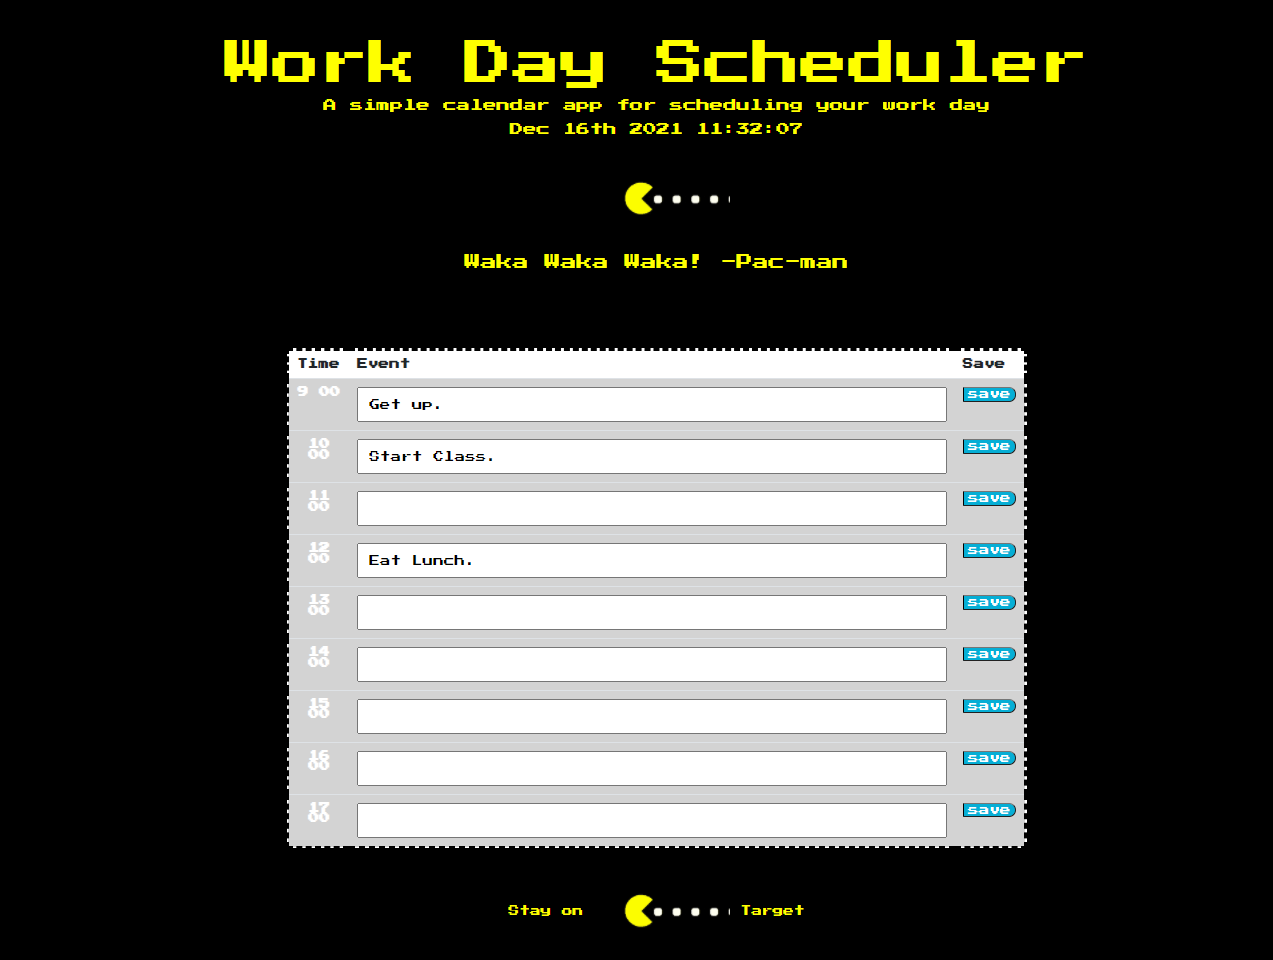 Work Day Scheduler
A simple calendar app for scheduling your work day
Dec 16th 2021 11:32:07
Waka Waka Waka! -Pac-man
Time Event Save
9 00 Get up. save
10 00 Start Class. save
11 00 save
12 00 Eat Lunch. save
13 00 save
14 00 save
15 00 save
16 00 save
17 00 save
Stay on Target